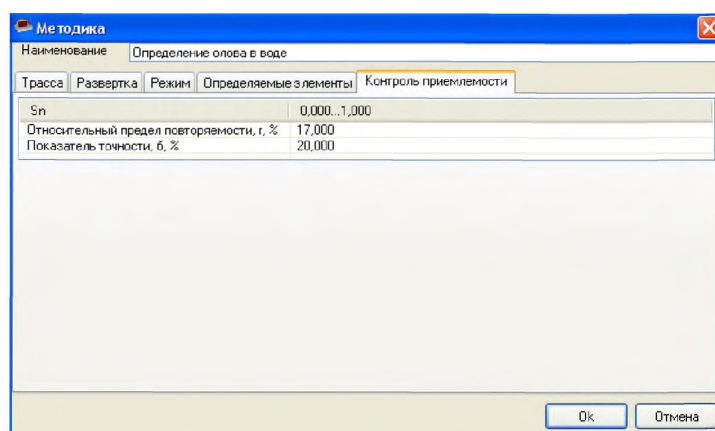 Методика
Наименование Определение олова в воде
Трасса Развертка Режим Определяемые элементы Контроль приемлемости
Sn 0,000...1,000
Относительный предел повторяемости, r, % 17,000
Показатель точности, б, % 20,000
Ok Отмена